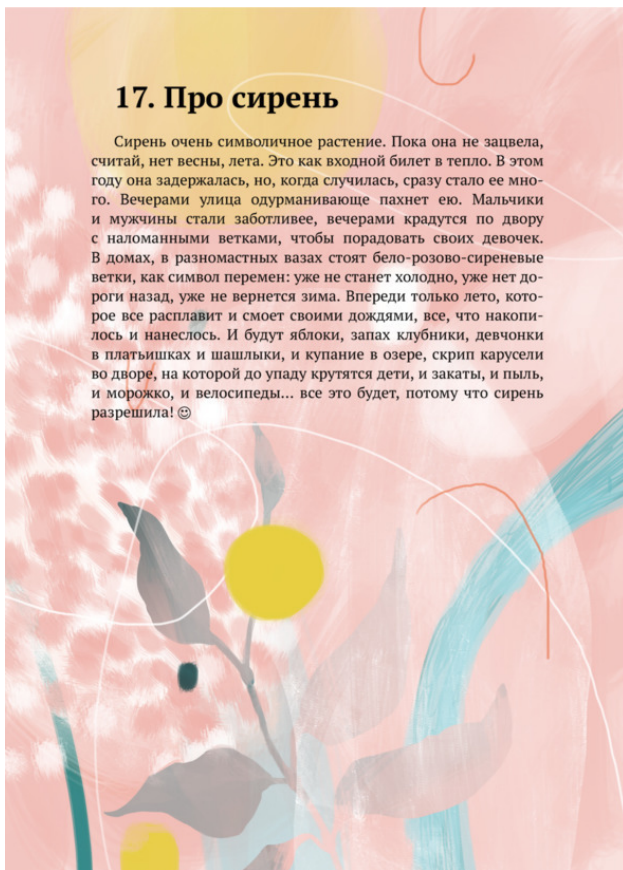 17. Про сирень
Сирень очень символичное растение. Пока она не зацвела,
считай, нет весны, лета. Это как входной билет в тепло. В этом
году она задержалась, но, когда случилась, сразу стало ее мно-
го. Вечерами улица одурманивающе пахнет ею. Мальчики
и мужчины стали заботливее, вечерами крадутся по двору
с наломанными ветками, чтобы порадовать своих девочек.
В домах, в разномастных вазах стоят бело-розово-сиреневые
ветки, как символ перемен: уже не станет холодно, уже нет до-
роги назад, уже не вернется зима. Впереди только лето, кото-
рое все расплавит и смоет своими дождями, все, что накопи-
лось и нанеслось. И будут яблоки, запах клубники, девчонки
в платьишках и шашлыки, и купание в озере, скрип карусели
во дворе, на которой до упаду крутятся дети, и закаты, и пыль,
и морожко, и велосипеды... все это будет, потому что сирень
разрешила! ☺